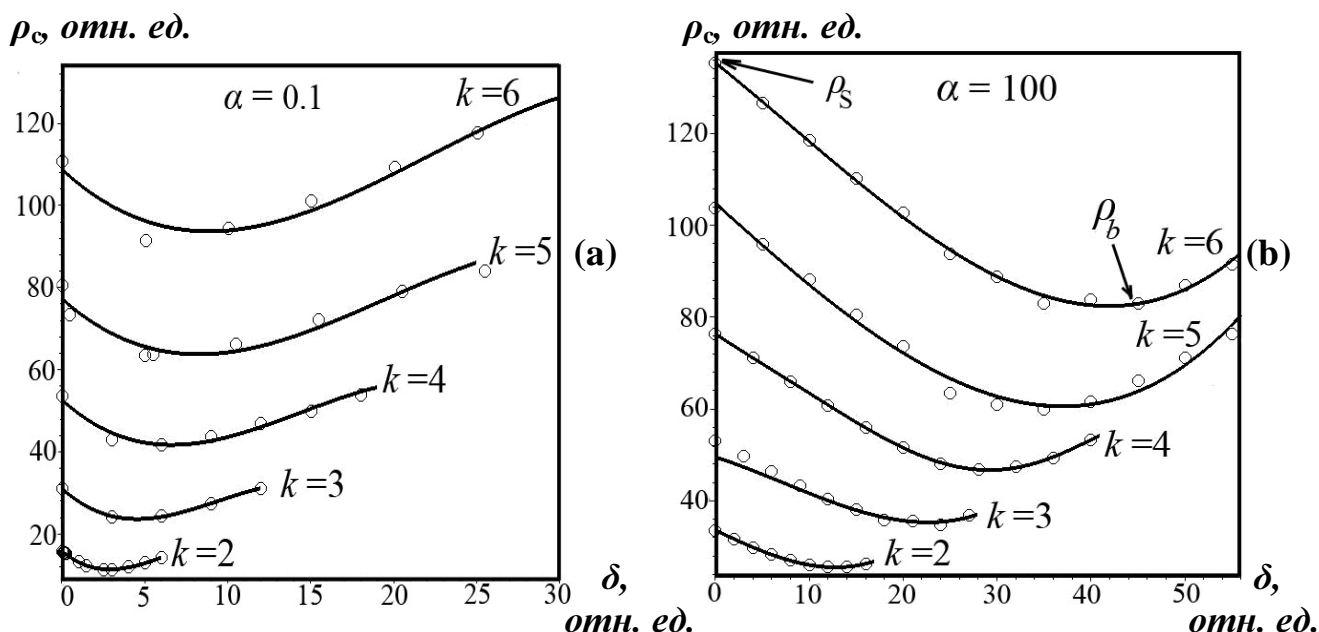 ρc, отн. ед.
α = 0.1
k =6
120
100
80
60
40
20
k =5
k =4
k =3
k =2
0 5 10 15 20 25 30
δ,
отн. ед.
(a)
ρc, отн. ед.
ρS
α = 100
120
100
80
60
40
ρb
k =6
k =5
k =4
k =3
k =2
0 10 20 30 40 50
δ,
отн. ед.
(b)